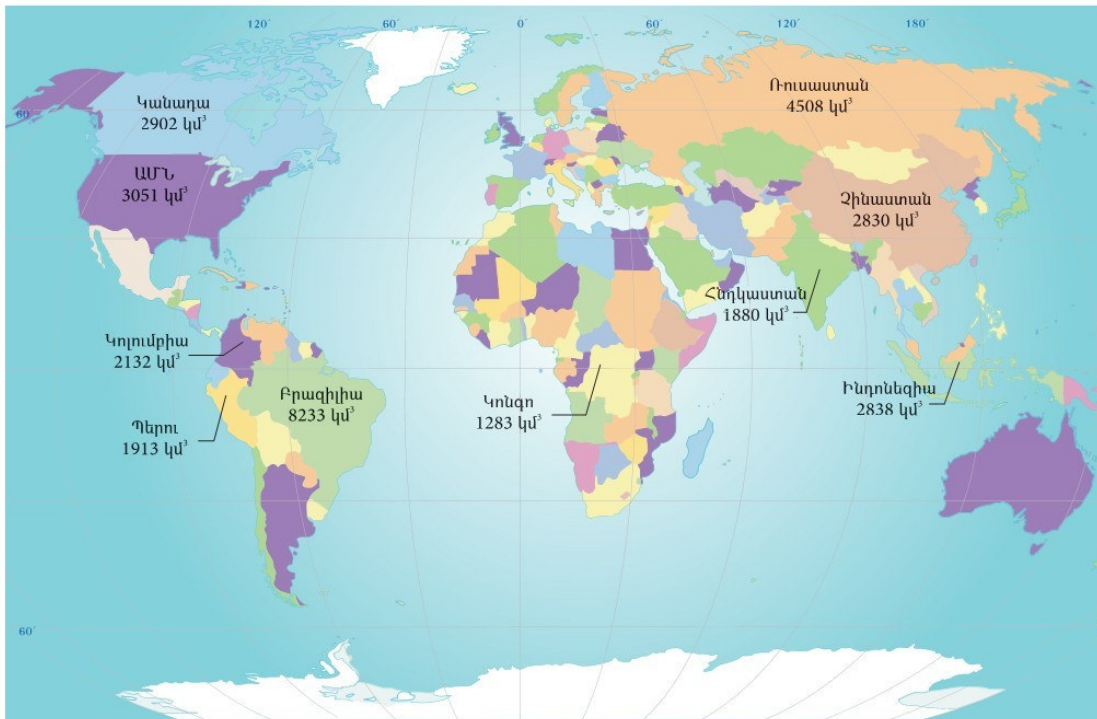 120° 60° 0° 60° 120° 180°
60°
Կանադա
2902 կմ³
Ռուսաստան
4508 կմ³
ԱՄՆ
3051 կմ³
Չինաստան
2830 կմ³
Հնդկաստան
1880 կմ³
Կոլումբիա
2132 կմ³
Բրազիլիա
8233 կմ³
Պերու
1913 կմ³
Կոնգո
1283 կմ³
Ինդոնեզիա
2838 կմ³
60°